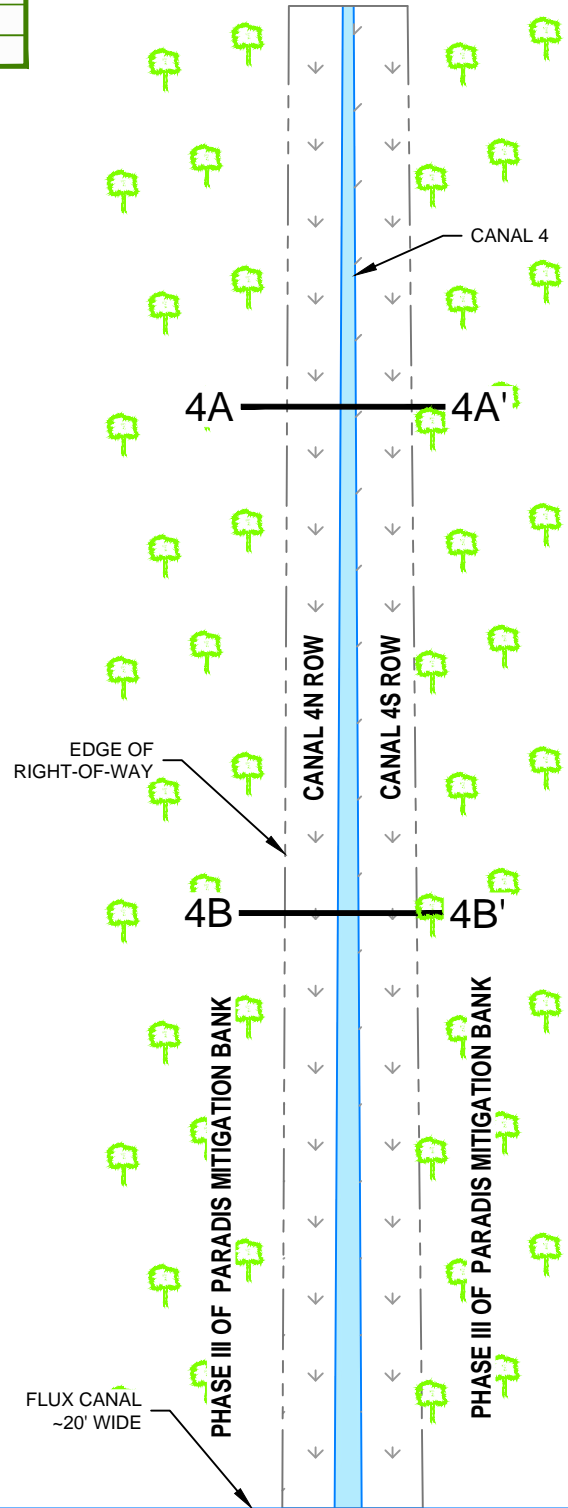 CANAL 4
4A
4A'
CANAL 4N ROW
CANAL 4S ROW
EDGE OF
RIGHT-OF-WAY
4B
4B'
PHASE III OF PARADIS MITIGATION BANK
PHASE III OF PARADIS MITIGATION BANK
FLUX CANAL
~20' WIDE